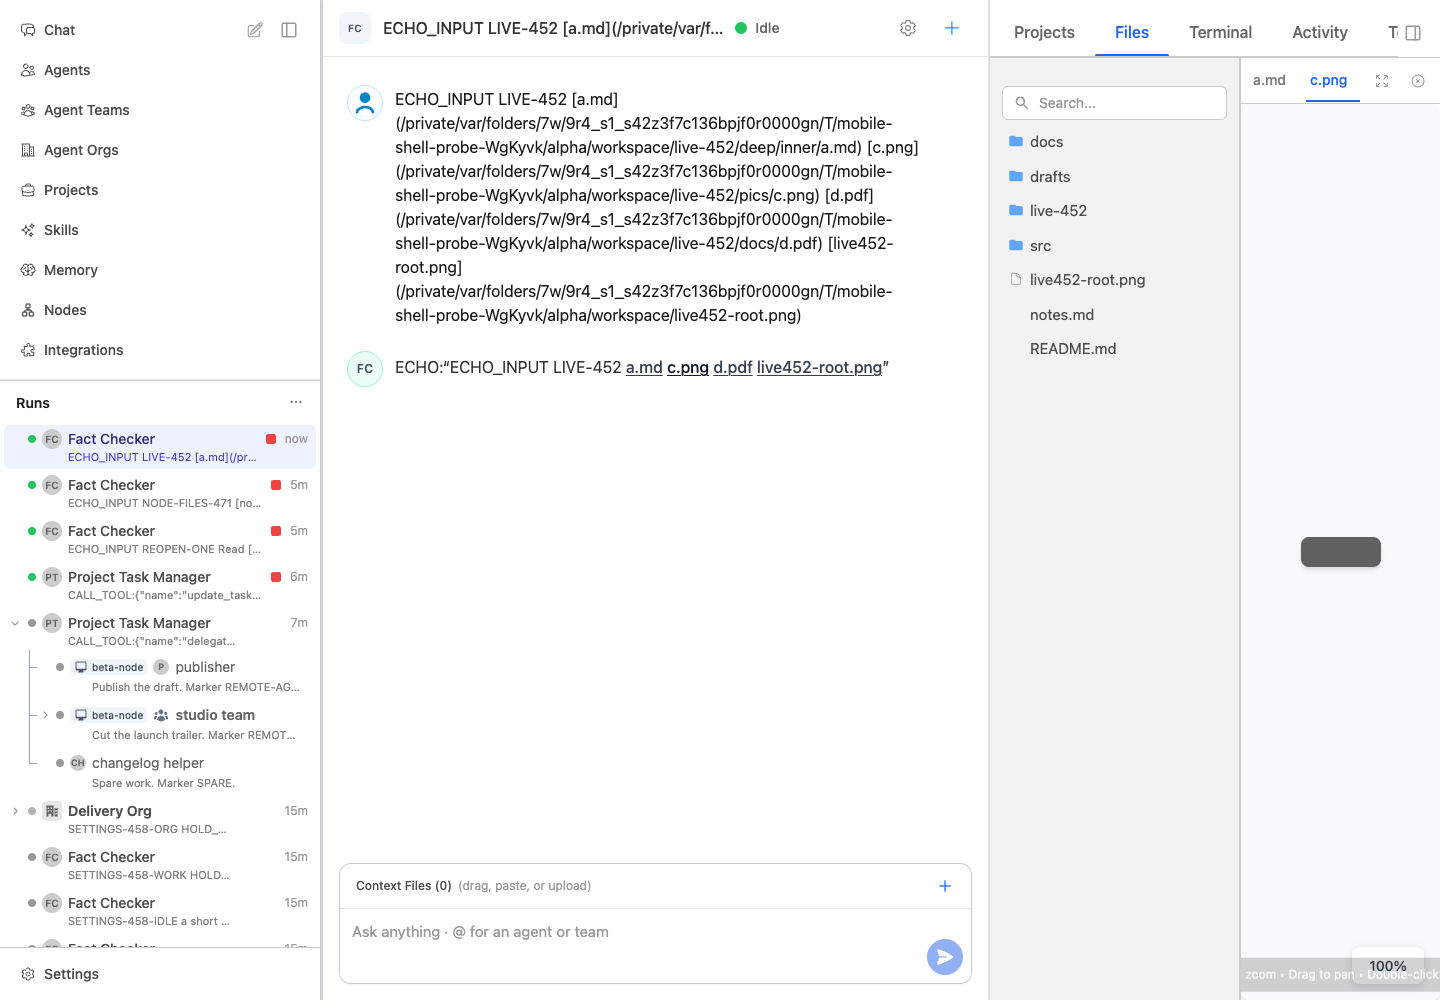 Chat
Agents
Agent Teams
Agent Orgs
Projects
Skills
Memory
Nodes
Integrations
Runs
FC Fact Checker now
ECHO_INPUT LIVE-452 [a.md](/pr...
FC Fact Checker 5m
ECHO_INPUT NODE-FILES-471 [no...
FC Fact Checker 5m
ECHO_INPUT REOPEN-ONE Read [...
PT Project Task Manager 6m
CALL_TOOL:{"name":"update_task...
PT Project Task Manager 7m
CALL_TOOL:{"name":"delegat...
beta-node P publisher
Publish the draft. Marker REMOTE-AG...
beta-node studio team
Cut the launch trailer. Marker REMOT...
CH changelog helper
Spare work. Marker SPARE.
Delivery Org 15m
SETTINGS-458-ORG HOLD_...
FC Fact Checker 15m
SETTINGS-458-WORK HOLD...
FC Fact Checker 15m
SETTINGS-458-IDLE a short ...
FC Fact Checker 15m
Settings
FC ECHO_INPUT LIVE-452 [a.md](/private/var/f... Idle
ECHO_INPUT LIVE-452 [a.md]
(/private/var/folders/7w/9r4_s1_s42z3f7c136bpjf0r0000gn/T/mobile-
shell-probe-WgKyvk/alpha/workspace/live-452/deep/inner/a.md) [c.png]
(/private/var/folders/7w/9r4_s1_s42z3f7c136bpjf0r0000gn/T/mobile-
shell-probe-WgKyvk/alpha/workspace/live-452/pics/c.png) [d.pdf]
(/private/var/folders/7w/9r4_s1_s42z3f7c136bpjf0r0000gn/T/mobile-
shell-probe-WgKyvk/alpha/workspace/live-452/docs/d.pdf) [live452-
root.png]
(/private/var/folders/7w/9r4_s1_s42z3f7c136bpjf0r0000gn/T/mobile-
shell-probe-WgKyvk/alpha/workspace/live452-root.png)
FC ECHO:“ECHO_INPUT LIVE-452 a.md c.png d.pdf live452-root.png”
Context Files (0) (drag, paste, or upload)
Ask anything · @ for an agent or team
Projects Files Terminal Activity
Search...
docs
drafts
live-452
src
live452-root.png
notes.md
README.md
a.md c.png
100%
zoom • Drag to pan • Double-click